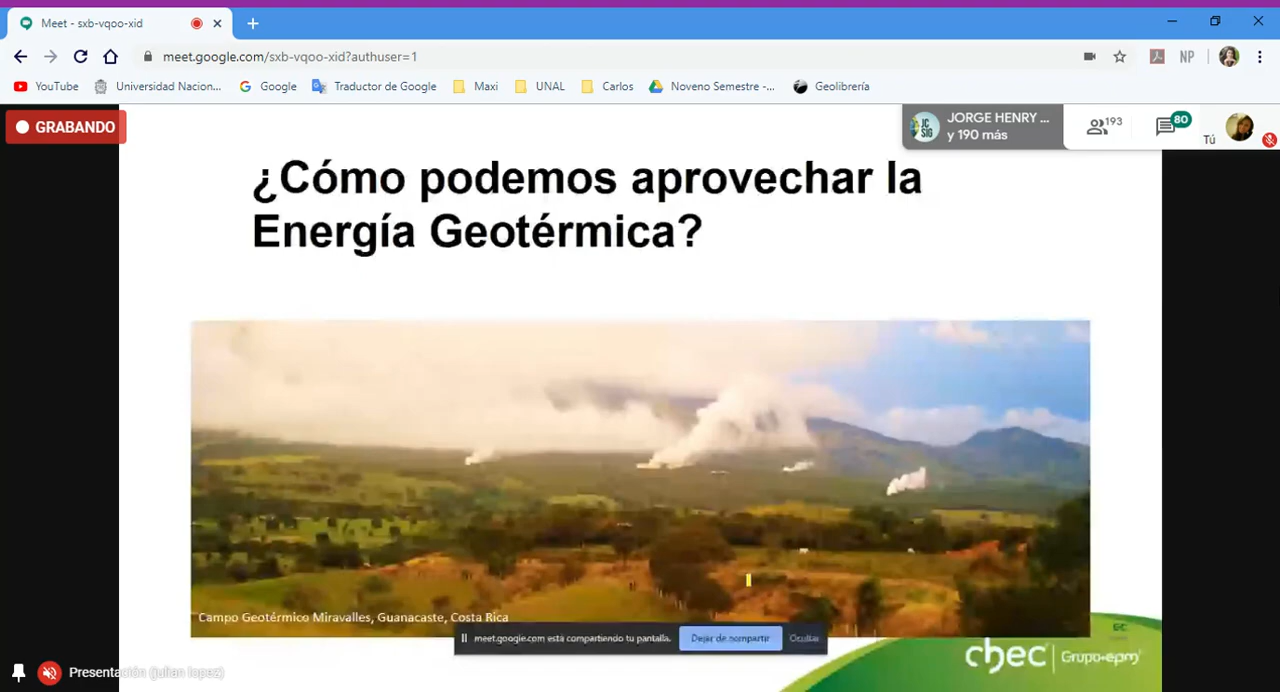 Meet - sxb-vqoo-xid
meet.google.com/sxb-vqoo-xid?authuser=1
NP
YouTube
Universidad Nacion...
Google
Traductor de Google
Maxi
UNAL
Carlos
Noveno Semestre -...
Geolibrería
GRABANDO
JC
SIG
JORGE HENRY ...
y 190 más
193
80
Tú
¿Cómo podemos aprovechar la
Energía Geotérmica?
Campo Geotérmico Miravalles, Guanacaste, Costa Rica
meet.google.com está compartiendo tu pantalla.
Dejar de compartir
Ocultar
chec
Grupo·epm
Presentación (julian lopez)